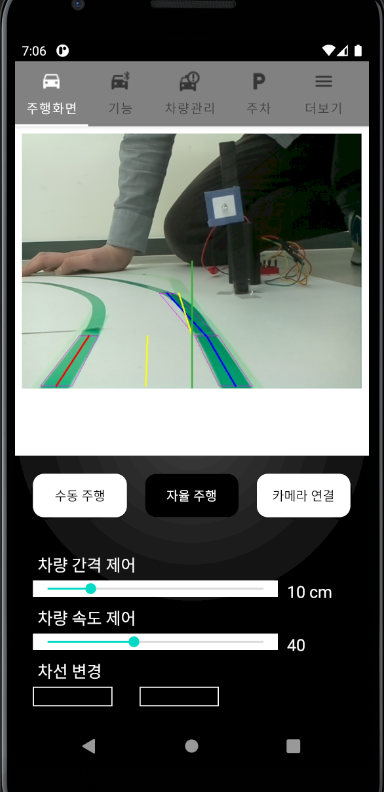 7:06
주행화면 기능 차량관리 주차 더보기
수동 주행 자율 주행 카메라 연결
차량 간격 제어
10 cm
차량 속도 제어
40
차선 변경